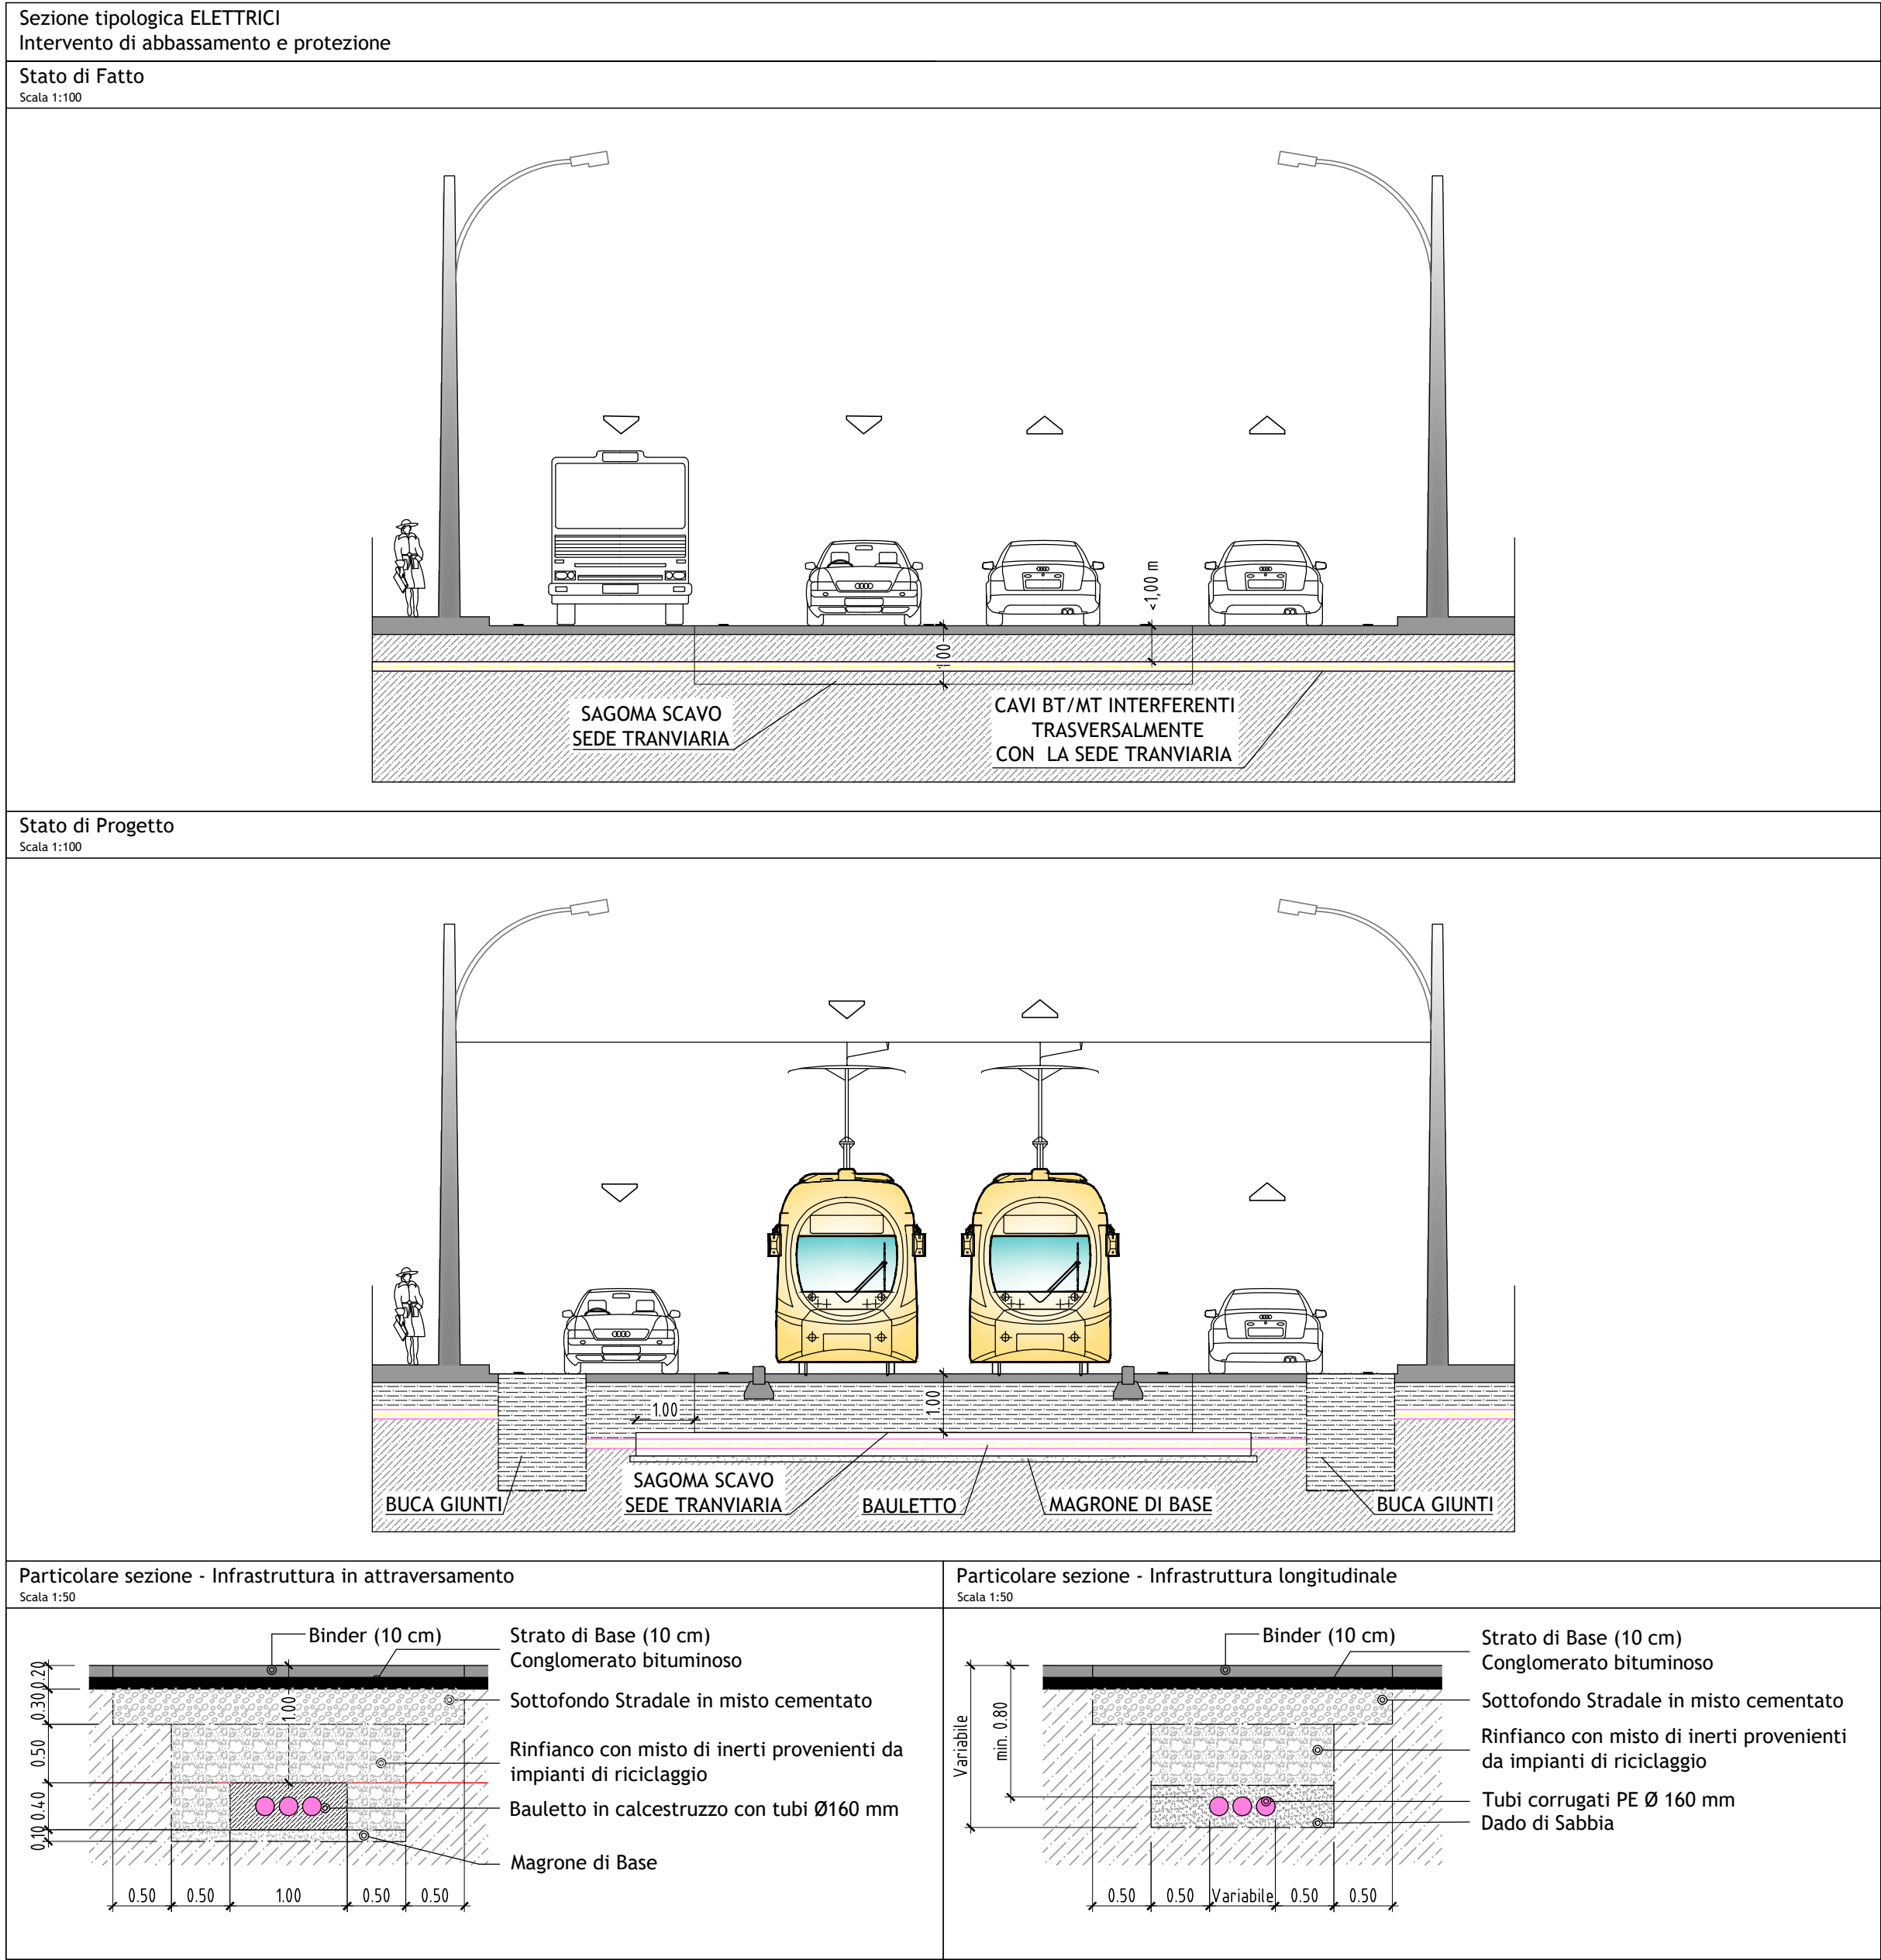 Sezione tipologica ELETTRICI
Intervento di abbassamento e protezione
Stato di Fatto
Scala 1:100
<1,00 m
1.00
SAGOMA SCAVO
SEDE TRANVIARIA
CAVI BT/MT INTERFERENTI
TRASVERSALMENTE
CON LA SEDE TRANVIARIA
Stato di Progetto
Scala 1:100
1.00
1.00
BUCA GIUNTI
SAGOMA SCAVO
SEDE TRANVIARIA
BAULETTO
MAGRONE DI BASE
BUCA GIUNTI
Particolare sezione - Infrastruttura in attraversamento
Scala 1:50
Binder (10 cm)
Strato di Base (10 cm)
Conglomerato bituminoso
Sottofondo Stradale in misto cementato
Rinfianco con misto di inerti provenienti da
impianti di riciclaggio
Bauletto in calcestruzzo con tubi Ø160 mm
Magrone di Base
0.20
0.30
0.50
0.40
0.10
1.00
0.50
0.50
1.00
0.50
0.50
Particolare sezione - Infrastruttura longitudinale
Scala 1:50
Binder (10 cm)
Strato di Base (10 cm)
Conglomerato bituminoso
Sottofondo Stradale in misto cementato
Rinfianco con misto di inerti provenienti
da impianti di riciclaggio
Tubi corrugati PE Ø 160 mm
Dado di Sabbia
Variabile
min. 0.80
0.50
0.50
Variabile
0.50
0.50